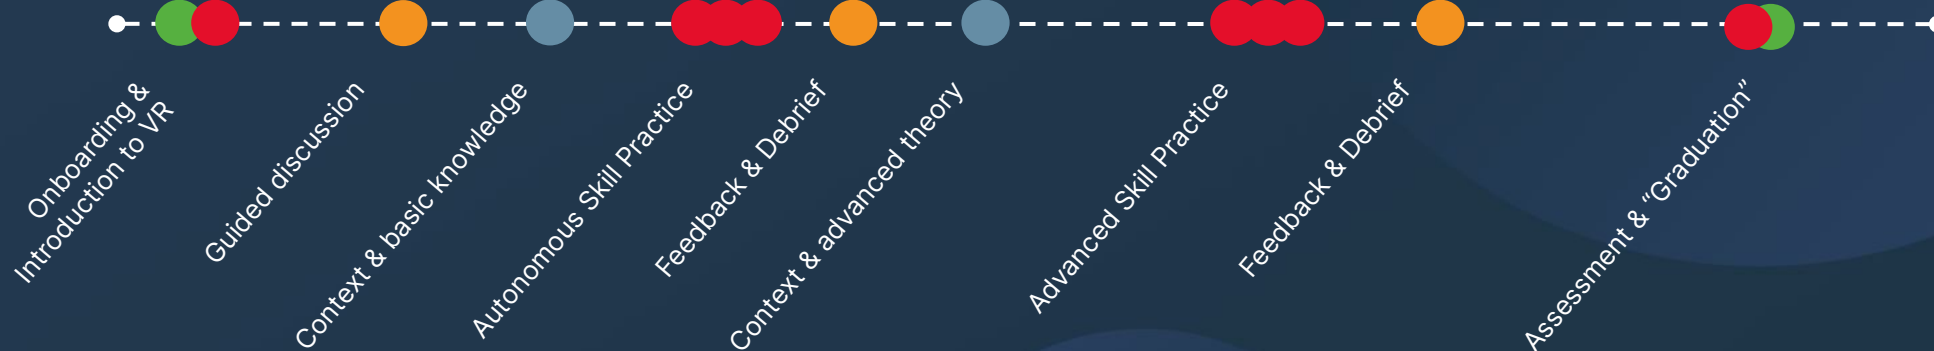 Onboarding &
Introduction to VR
Guided discussion
Context & basic knowledge
Autonomous Skill Practice
Feedback & Debrief
Context & advanced theory
Advanced Skill Practice
Feedback & Debrief
Assessment & “Graduation”